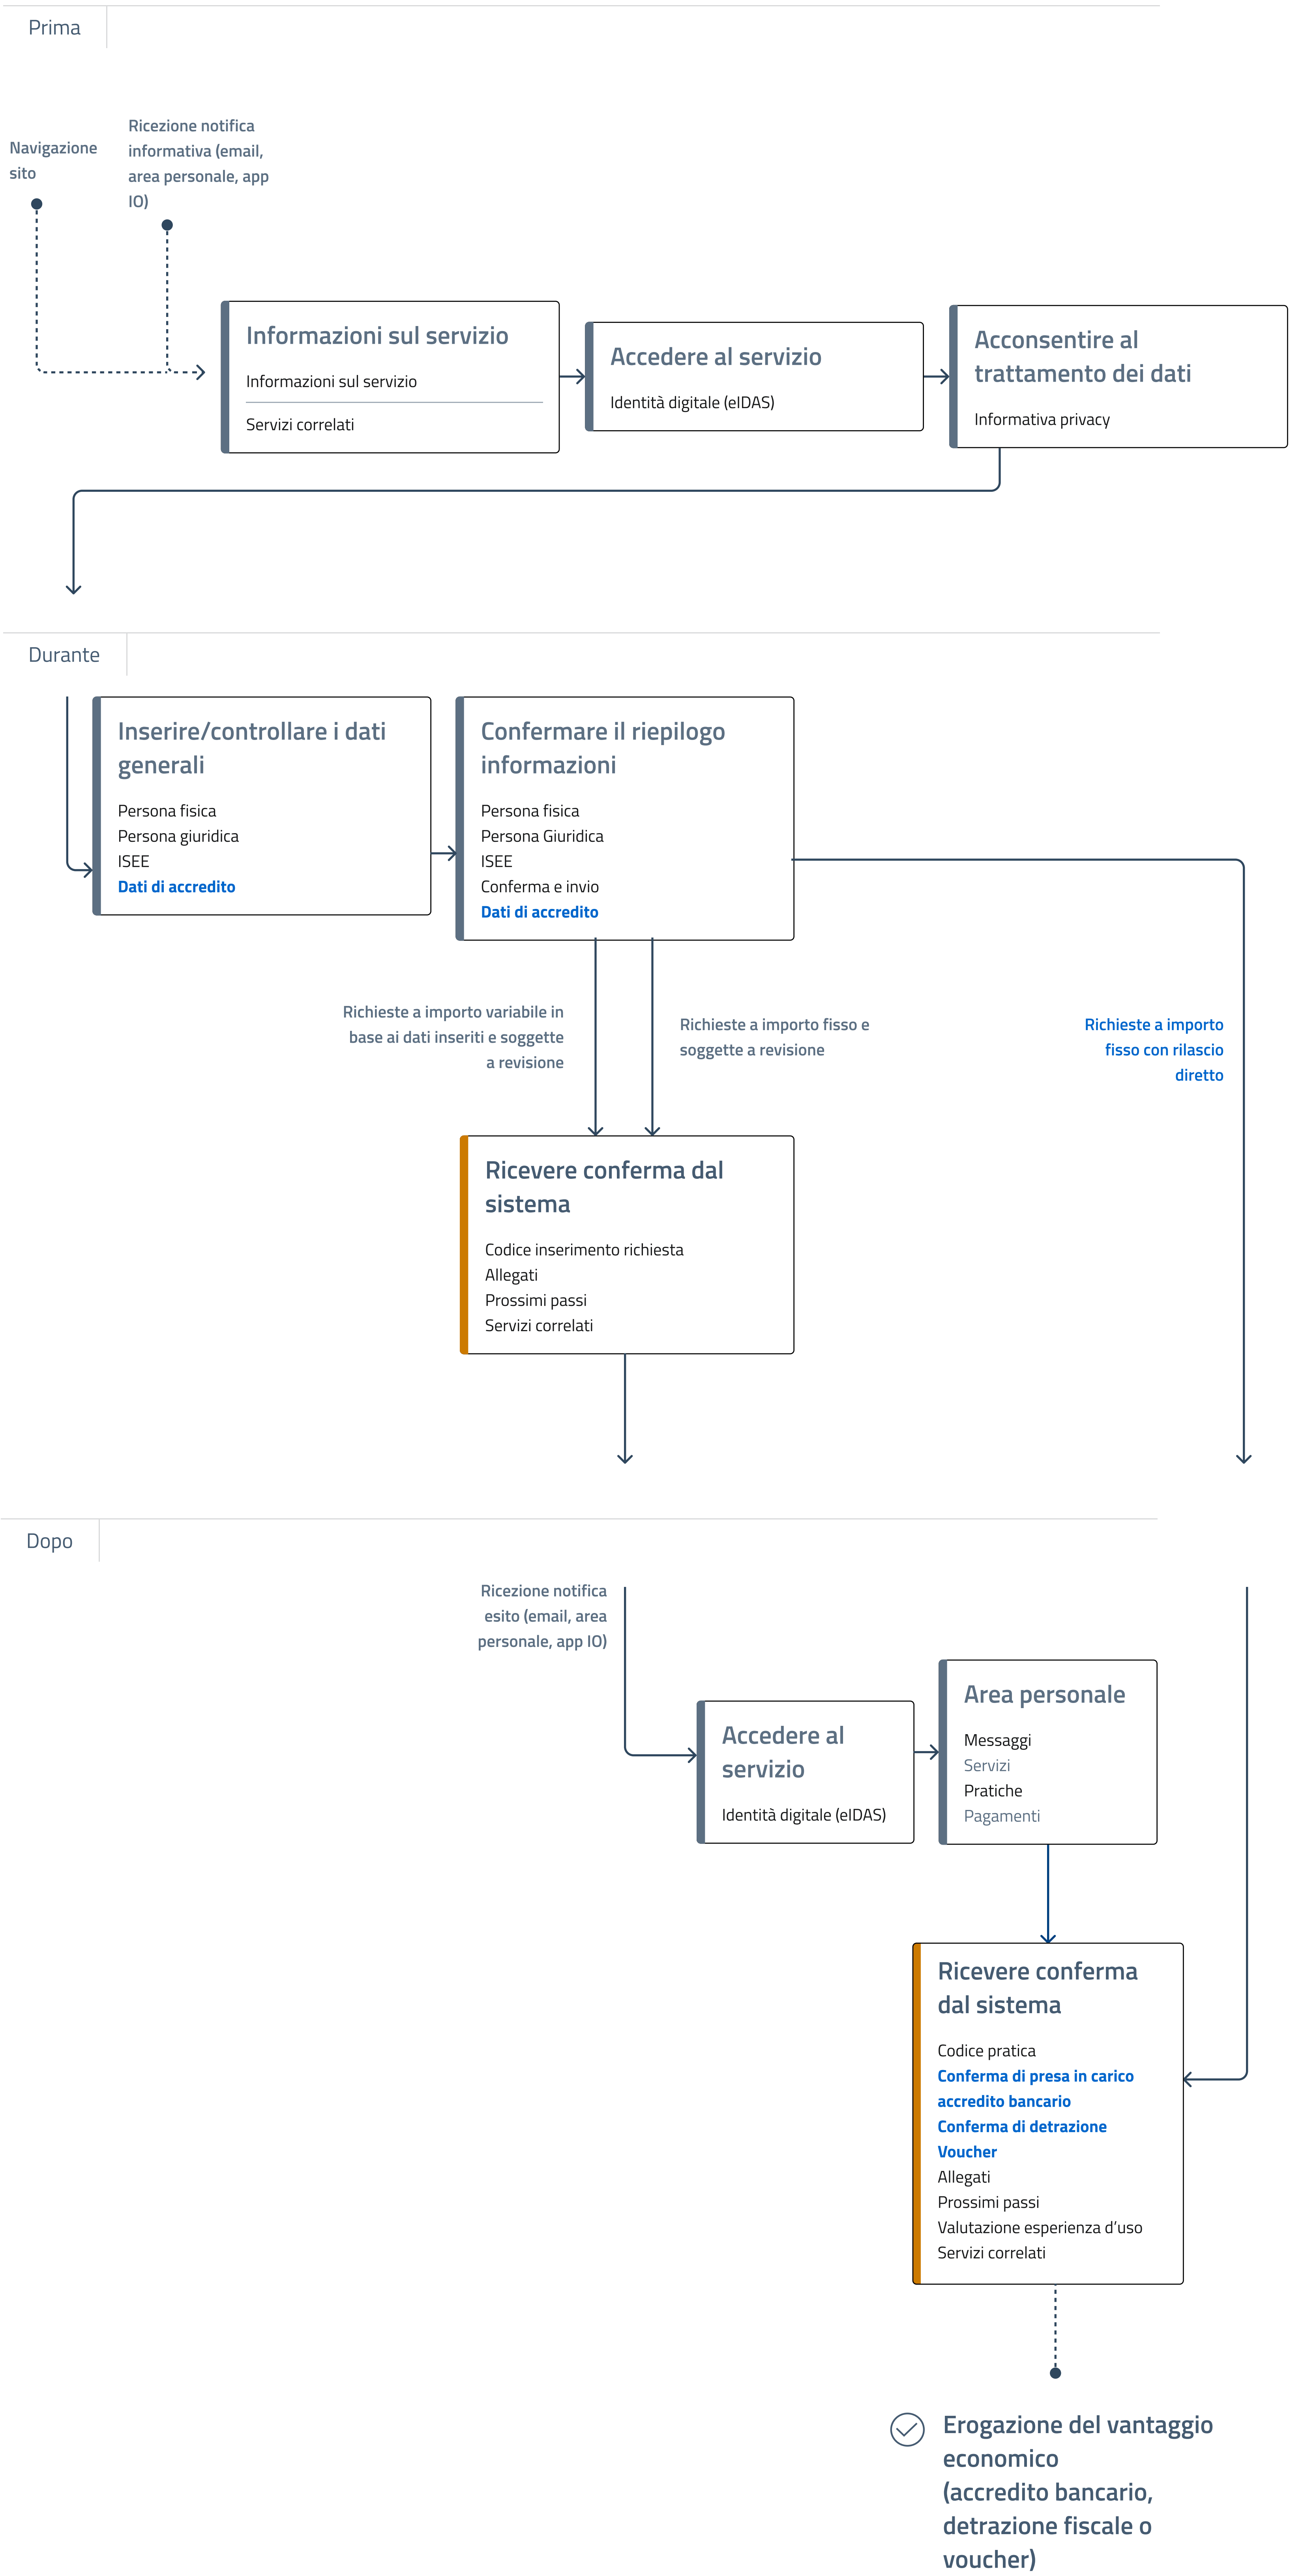 Prima
Navigazione
sito
Ricezione notifica
informativa (email,
area personale, app
IO)
Informazioni sul servizio
Informazioni sul servizio
Servizi correlati
Accedere al servizio
Identità digitale (eIDAS)
Acconsentire al
trattamento dei dati
Informativa privacy
Durante
Inserire/controllare i dati
generali
Persona fisica
Persona giuridica
ISEE
Dati di accredito
Confermare il riepilogo
informazioni
Persona fisica
Persona Giuridica
ISEE
Conferma e invio
Dati di accredito
Richieste a importo variabile in
base ai dati inseriti e soggette
a revisione
Richieste a importo fisso e
soggette a revisione
Richieste a importo
fisso con rilascio
diretto
Ricevere conferma dal
sistema
Codice inserimento richiesta
Allegati
Prossimi passi
Servizi correlati
Dopo
Ricezione notifica
esito (email, area
personale, app IO)
Accedere al
servizio
Identità digitale (eIDAS)
Area personale
Messaggi
Servizi
Pratiche
Pagamenti
Ricevere conferma
dal sistema
Codice pratica
Conferma di presa in carico
accredito bancario
Conferma di detrazione
Voucher
Allegati
Prossimi passi
Valutazione esperienza d’uso
Servizi correlati
Erogazione del vantaggio
economico
(accredito bancario,
detrazione fiscale o
voucher)